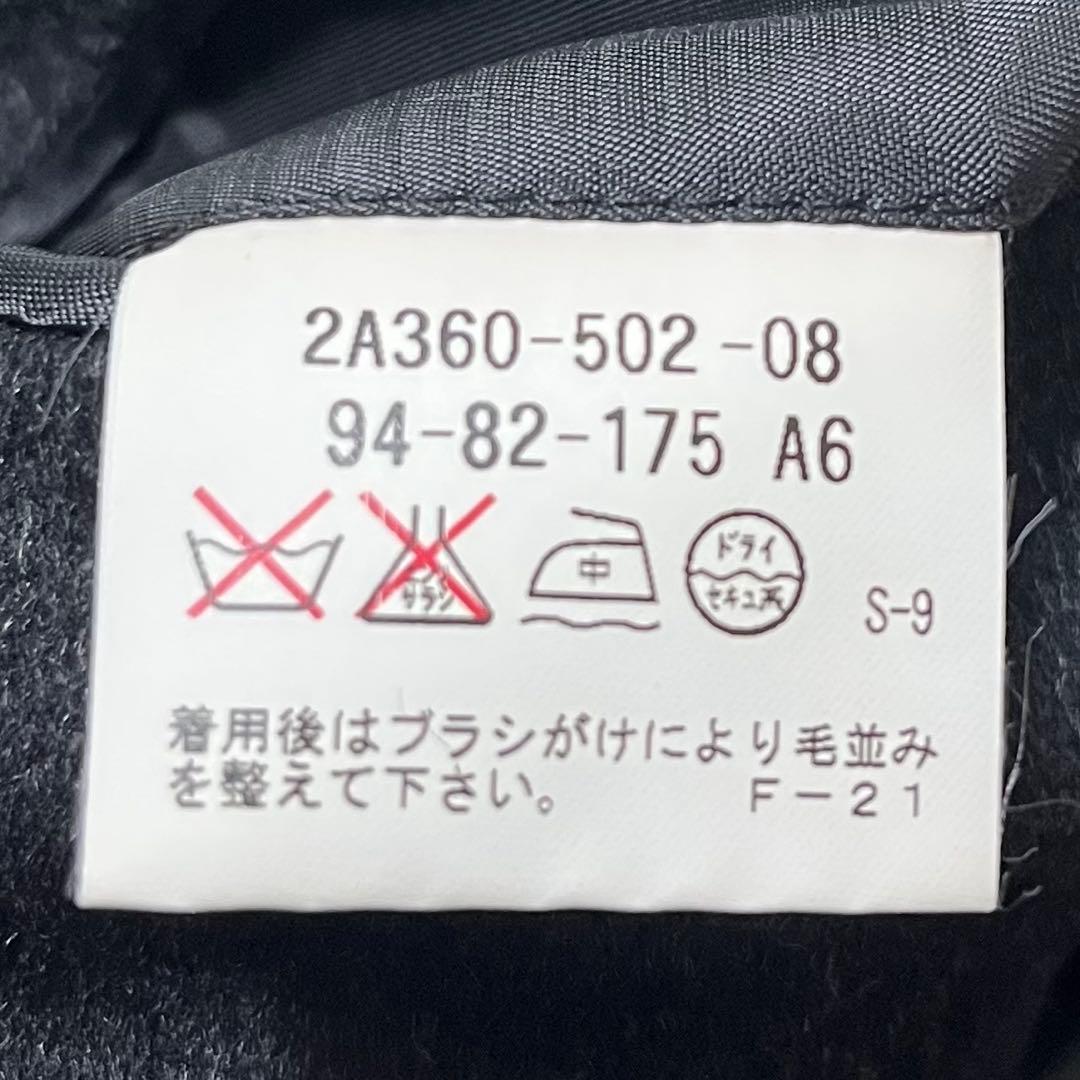 2A360-502-08
94-82-175 A6
サラシ 中 ドライ
セキユ系 S-9
着用後はブラシがけにより毛並み
を整えて下さい。 F-21